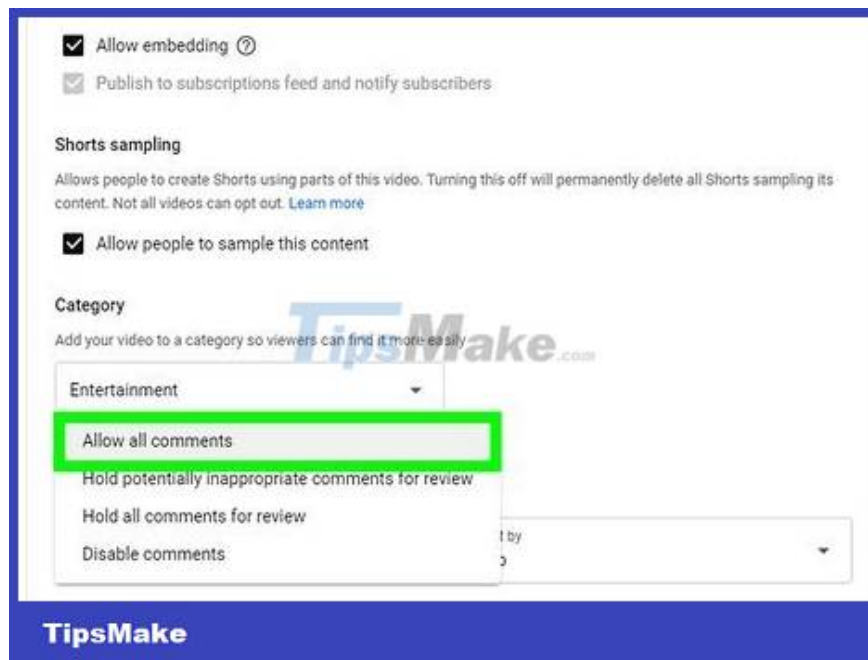 Allow embedding
Publish to subscriptions feed and notify subscribers
Shorts sampling
Allows people to create Shorts using parts of this video. Turning this off will permanently delete all Shorts sampling its
content. Not all videos can opt out. Learn more
Allow people to sample this content
Category
Add your video to a category so viewers can find it more easily
TipsMake.com
Entertainment
Allow all comments
Hold potentially inappropriate comments for review
Hold all comments for review
Disable comments
t by
TipsMake